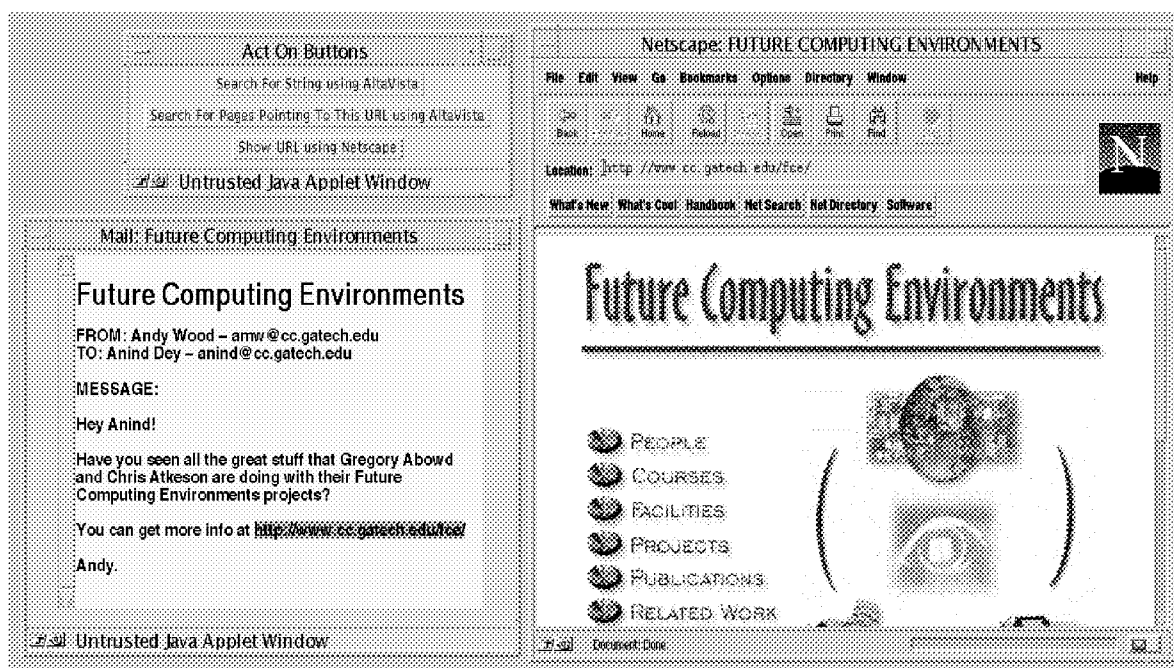 Act On Buttons
Search For String using AltaVista
Search For Pages Pointing To This URL using AltaVista
Show URL using Netscape
Untrusted Java Applet Window
Mail: Future Computing Environments
Future Computing Environments
FROM: Andy Wood – amw@cc.gatech.edu
TO: Anind Dey – anind@cc.gatech.edu
MESSAGE:
Hey Anind!
Have you seen all the great stuff that Gregory Abowd
and Chris Atkeson are doing with their Future
Computing Environments projects?
You can get more info at http://www.cc.gatech.edu/fce/
Andy.
Untrusted Java Applet Window
Netscape: FUTURE COMPUTING ENVIRONMENTS
File Edit View Go Bookmarks Options Directory Window Help
Back Home Reload Open Print Find
Location: http://www.cc.gatech.edu/fce/
N
What's New What's Cool Handbook Net Search Net Directory Software
Future Computing Environments
PEOPLE
COURSES
FACILITIES
PROJECTS
PUBLICATIONS
RELATED WORK
Document: Done